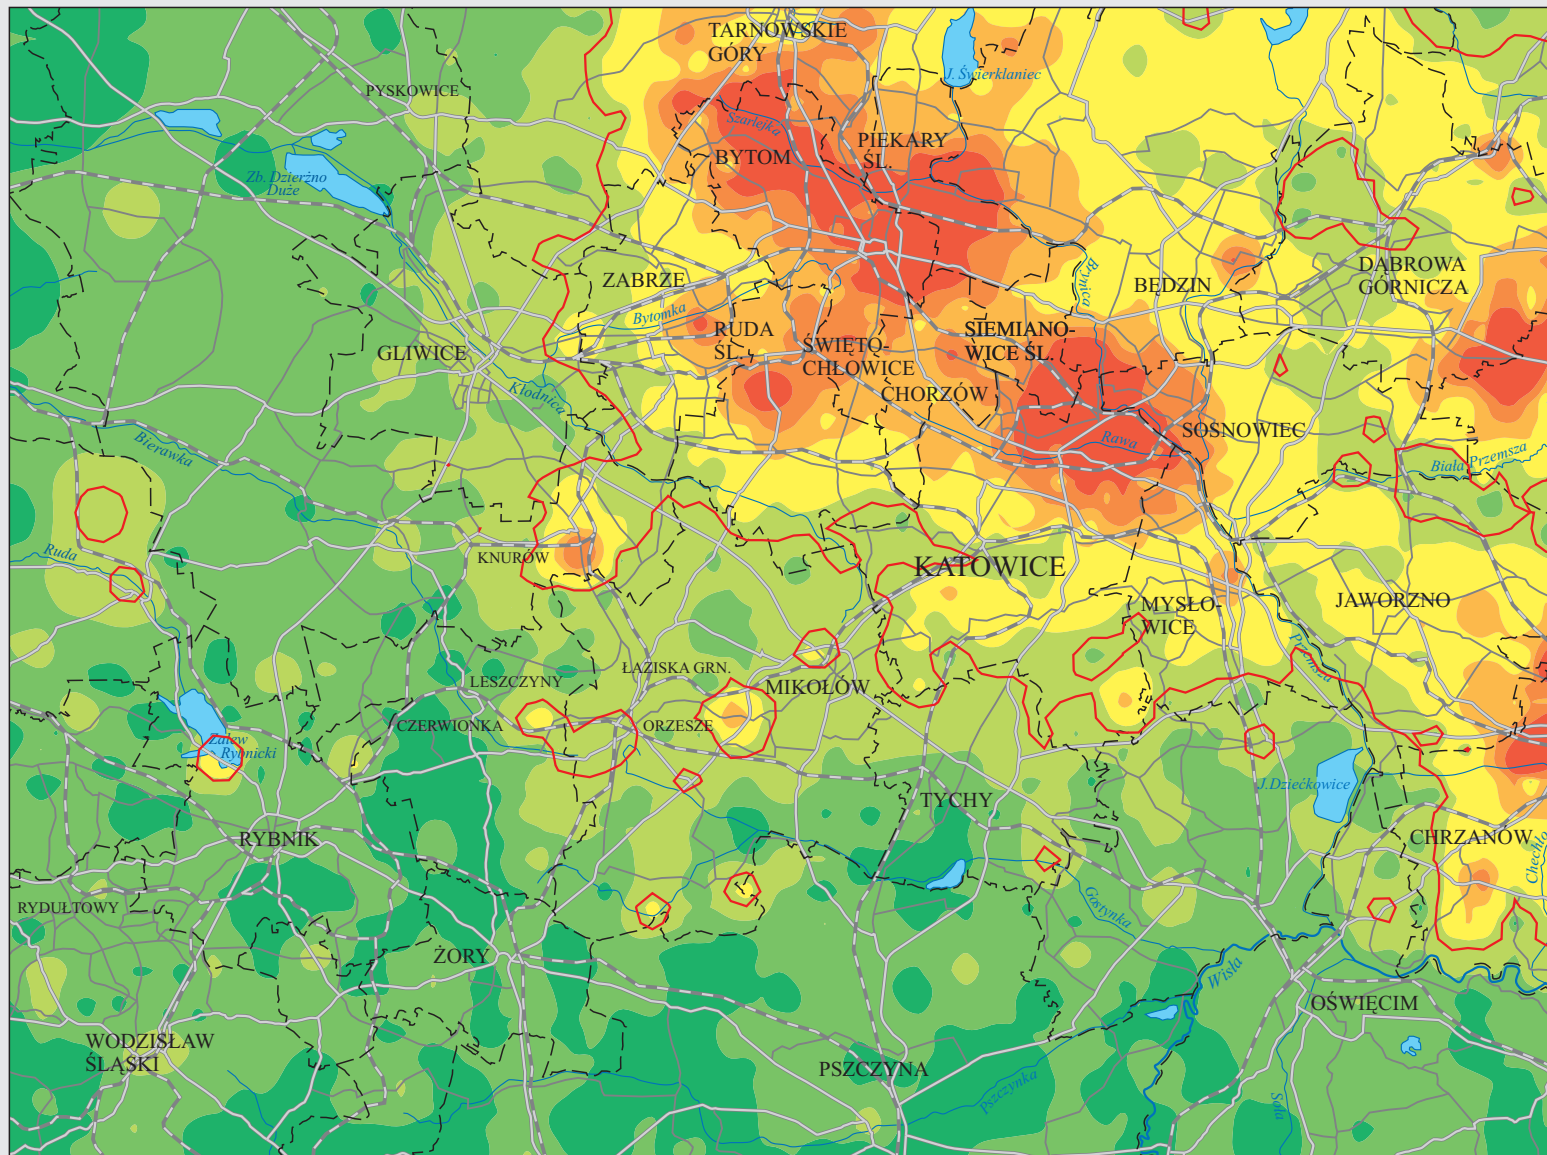 TARNOWSKIE
GÓRY
J. Świerklaniec
PYSKOWICE
Szarlejka
PIEKARY
ŚL.
BYTOM
Zb. Dzierżno
Duże
ZABRZE
Brynica
BĘDZIN
DĄBROWA
GÓRNICZA
Bytomka
RUDA
ŚL.
ŚWIĘTO-
CHŁOWICE
SIEMIANO-
WICE ŚL.
GLIWICE
Kłodnica
CHORZÓW
Rawa
SOSNOWIEC
Bierawka
Biała Przemsza
Ruda
KNURÓW
KATOWICE
MYSŁO-
WICE
JAWORZNO
Przemsza
ŁAZISKA GRN.
LESZCZYNY
MIKOŁÓW
CZERWIONKA
ORZESZE
Zalew
Rybnicki
TYCHY
J.Dziećkowice
RYBNIK
CHRZANÓW
Chechło
Gostynka
RYDUŁTOWY
ŻORY
Wisła
OŚWIĘCIM
WODZISŁAW
ŚLĄSKI
PSZCZYNA
Pszczynka
Soła